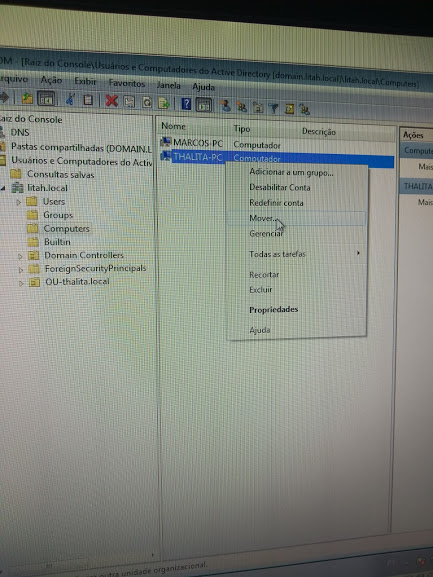 OM - [Raiz do Console\Usuários e Computadores do Active Directory [domain.litah.local]\litah.local\Computers]
Arquivo Ação Exibir Favoritos Janela Ajuda
Raiz do Console
DNS
Pastas compartilhadas (DOMAIN.L
Usuários e Computadores do Activ
Consultas salvas
litah.local
Users
Groups
Computers
Builtin
Domain Controllers
ForeignSecurityPrincipals
OU-thalita.local
Nome Tipo Descrição
MARCOS-PC Computador
THALITA-PC Computador
Adicionar a um grupo...
Desabilitar Conta
Redefinir conta
Mover...
Gerenciar
Todas as tarefas
Recortar
Excluir
Propriedades
Ajuda
Ações
Compute
Mais
THALITA
Mais
outra unidade organizacional.